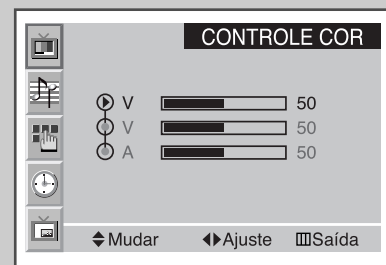 CONTROLE COR
V 50
V 50
A 50
Mudar Ajuste Saída